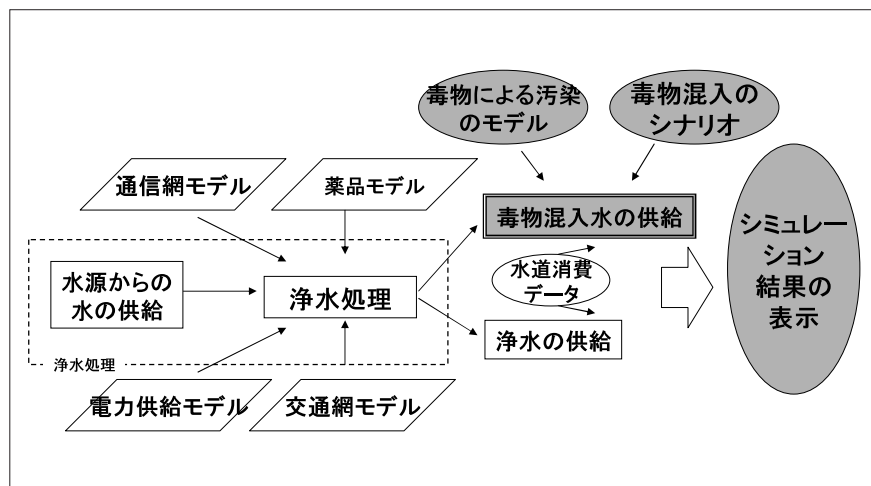 毒物による汚染
のモデル
毒物混入の
シナリオ
通信網モデル
薬品モデル
毒物混入水の供給
シミュレー
ション
結果の
表示
水源からの
水の供給
浄水処理
水道消費
データ
浄水の供給
浄水処理
電力供給モデル
交通網モデル